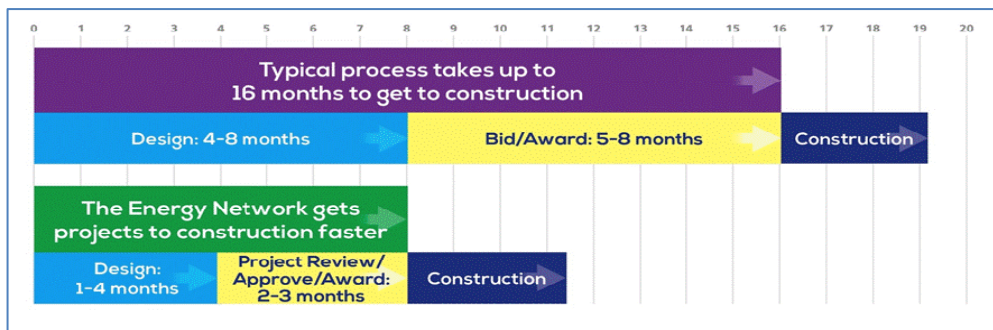 0 1 2 3 4 5 6 7 8 9 10 11 12 13 14 15 16 17 18 19 20
Typical process takes up to
16 months to get to construction
Design: 4-8 months
Bid/Award: 5-8 months
Construction
The Energy Network gets
projects to construction faster
Design:
1-4 months
Project Review/
Approve/Award:
2-3 months
Construction